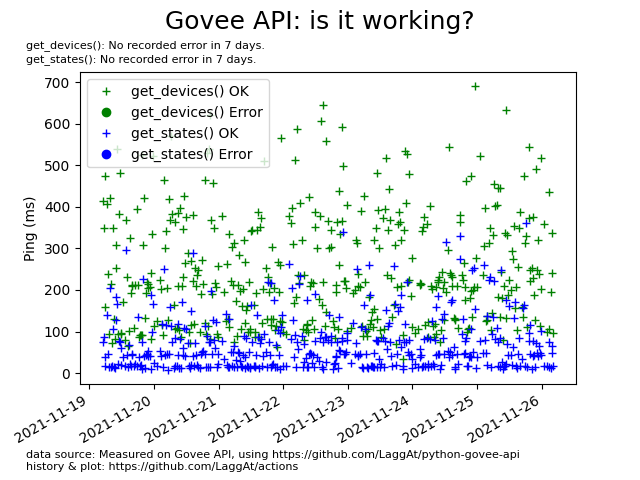 Govee API: is it working?
get_devices(): No recorded error in 7 days.
get_states(): No recorded error in 7 days.
700
600
500
400
300
200
100
0
Ping (ms)
get_devices() OK
get_devices() Error
get_states() OK
get_states() Error
2021-11-19
2021-11-20
2021-11-21
2021-11-22
2021-11-23
2021-11-24
2021-11-25
2021-11-26
data source: Measured on Govee API, using https://github.com/LaggAt/python-govee-api
history & plot: https://github.com/LaggAt/actions